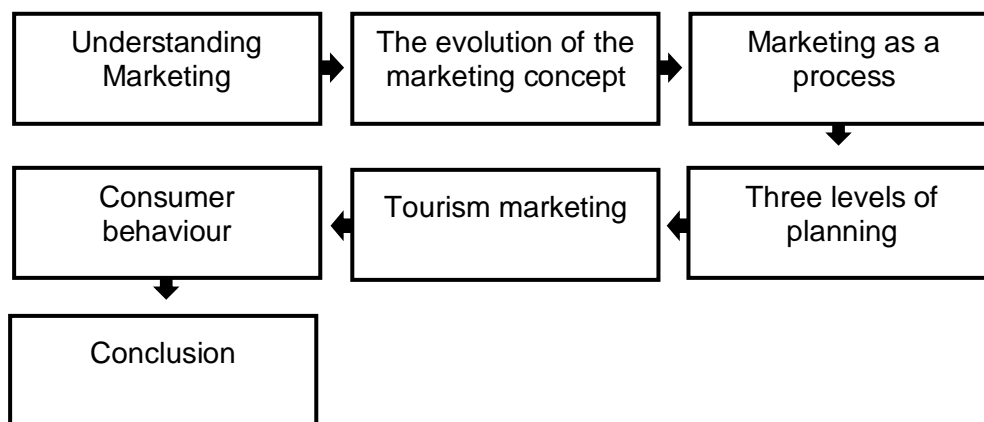 Understanding
Marketing
The evolution of the
marketing concept
Marketing as a
process
Three levels of
planning
Tourism marketing
Consumer
behaviour
Conclusion